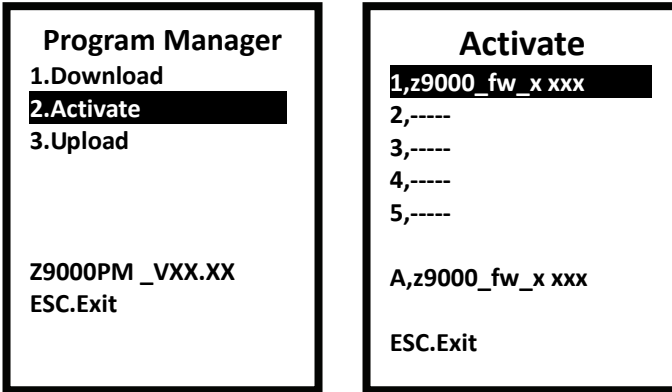 Program Manager
1.Download
2.Activate
3.Upload
Z9000PM _VXX.XX
ESC.Exit
Activate
1,z9000_fw_x xxx
2,-----
3,-----
4,-----
5,-----
A,z9000_fw_x xxx
ESC.Exit